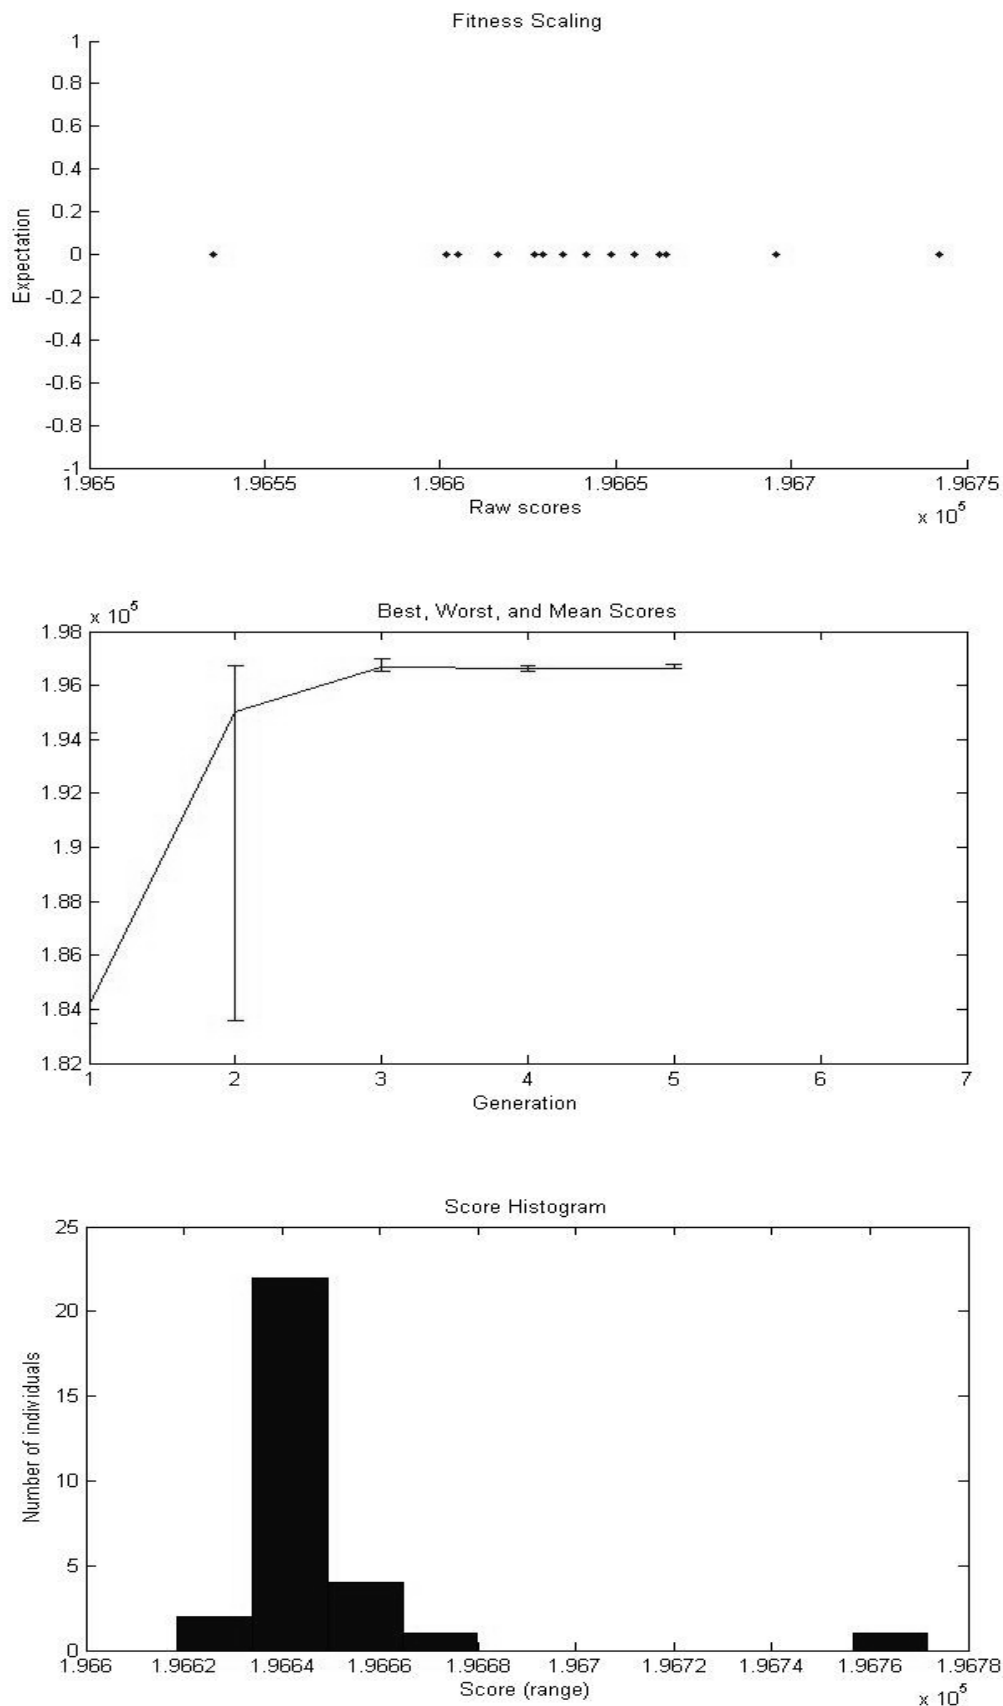 Fitness Scaling
1
0.8
0.6
0.4
0.2
0
-0.2
-0.4
-0.6
-0.8
-1
Expectation
1.965 1.9655 1.966 1.9665 1.967 1.9675
Raw scores
x 10^5
x 10^5
Best, Worst, and Mean Scores
1.98
1.96
1.94
1.92
1.9
1.88
1.86
1.84
1.82
1 2 3 4 5 6 7
Generation
Score Histogram
25
20
15
10
5
0
Number of individuals
1.966 1.9662 1.9664 1.9666 1.9668 1.967 1.9672 1.9674 1.9676 1.9678
Score (range)
x 10^5